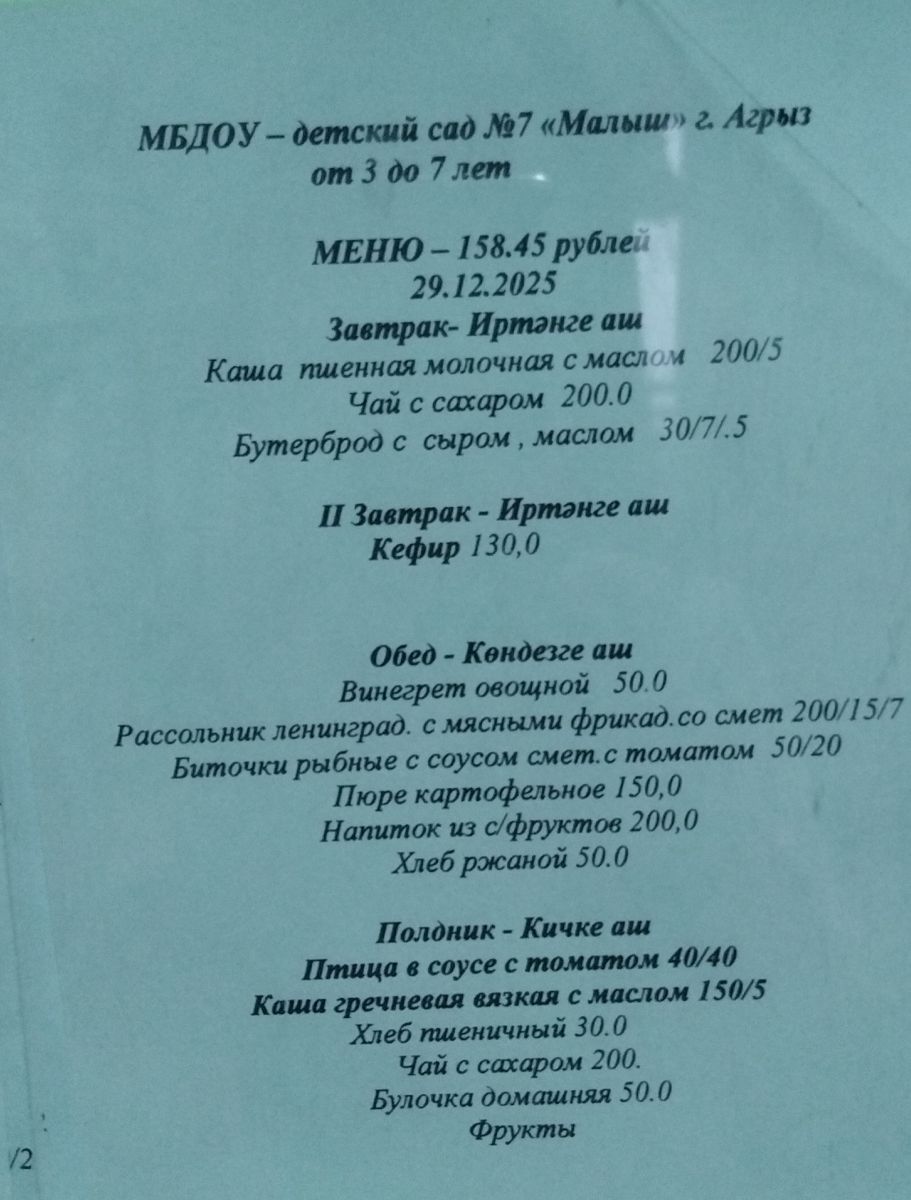 МБДОУ – детский сад №7 «Малыш» г. Агрыз
от 3 до 7 лет
МЕНЮ – 158.45 рублей
29.12.2025
Завтрак- Иртәнге аш
Каша пшенная молочная с маслом 200/5
Чай с сахаром 200.0
Бутерброд с сыром , маслом 30/7/.5
II Завтрак - Иртәнге аш
Кефир 130,0
Обед - Көндезге аш
Винегрет овощной 50.0
Рассольник ленинград. с мясными фрикад.со смет 200/15/7
Биточки рыбные с соусом смет.с томатом 50/20
Пюре картофельное 150,0
Напиток из с/фруктов 200,0
Хлеб ржаной 50.0
Полдник - Кичке аш
Птица в соусе с томатом 40/40
Каша гречневая вязкая с маслом 150/5
Хлеб пшеничный 30.0
Чай с сахаром 200.
Булочка домашняя 50.0
Фрукты
/2